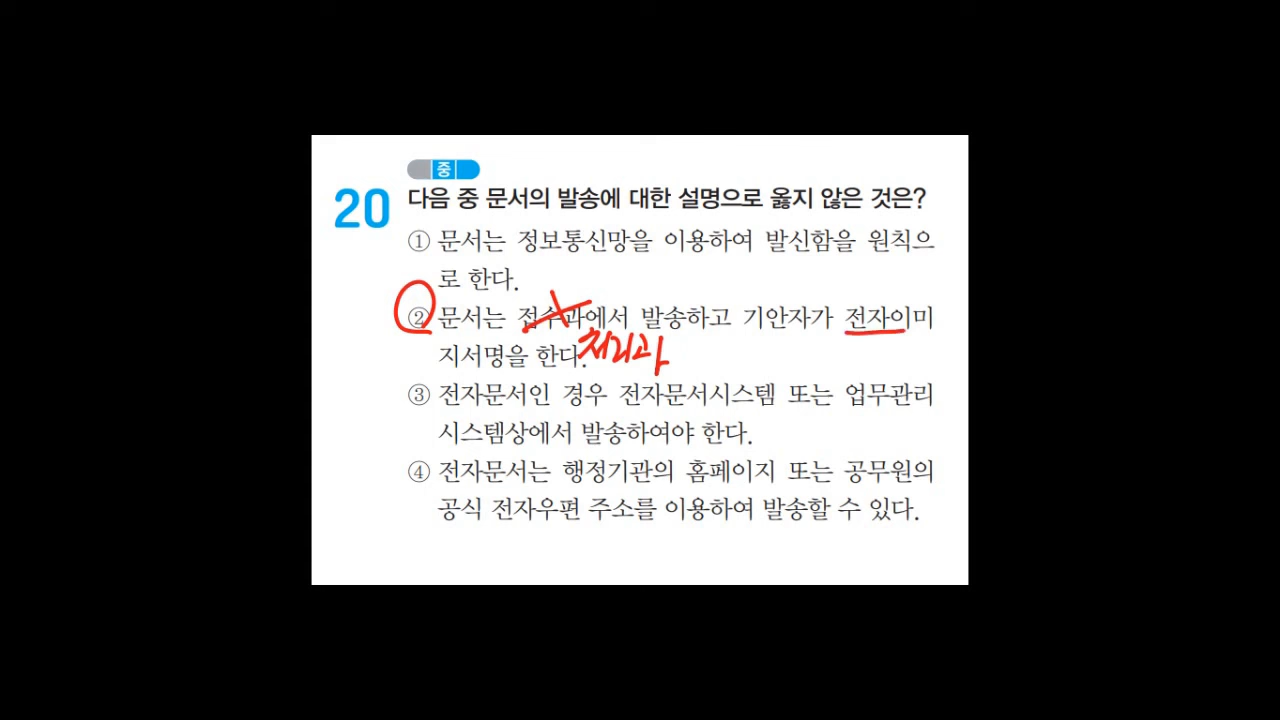 중
20 다음 중 문서의 발송에 대한 설명으로 옳지 않은 것은?
① 문서는 정보통신망을 이용하여 발신함을 원칙으
로 한다.
② 문서는 접수과에서 발송하고 기안자가 전자이미
지서명을 한다. 처리과
③ 전자문서인 경우 전자문서시스템 또는 업무관리
시스템상에서 발송하여야 한다.
④ 전자문서는 행정기관의 홈페이지 또는 공무원의
공식 전자우편 주소를 이용하여 발송할 수 있다.